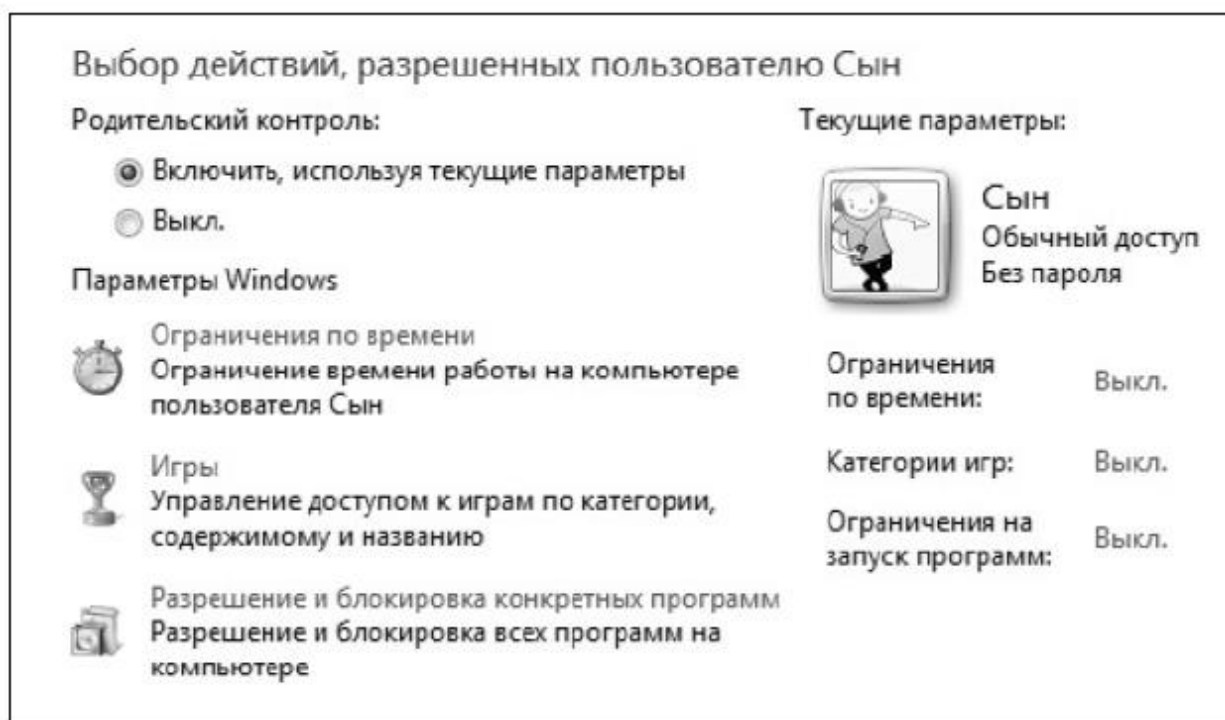 Выбор действий, разрешенных пользователю Сын
Родительский контроль:
Включить, используя текущие параметры
Выкл.
Параметры Windows
Ограничения по времени
Ограничение времени работы на компьютере
пользователя Сын
Игры
Управление доступом к играм по категории,
содержимому и названию
Разрешение и блокировка конкретных программ
Разрешение и блокировка всех программ на
компьютере
Текущие параметры:
Сын
Обычный доступ
Без пароля
Ограничения
по времени:
Выкл.
Категории игр:
Выкл.
Ограничения на
запуск программ:
Выкл.